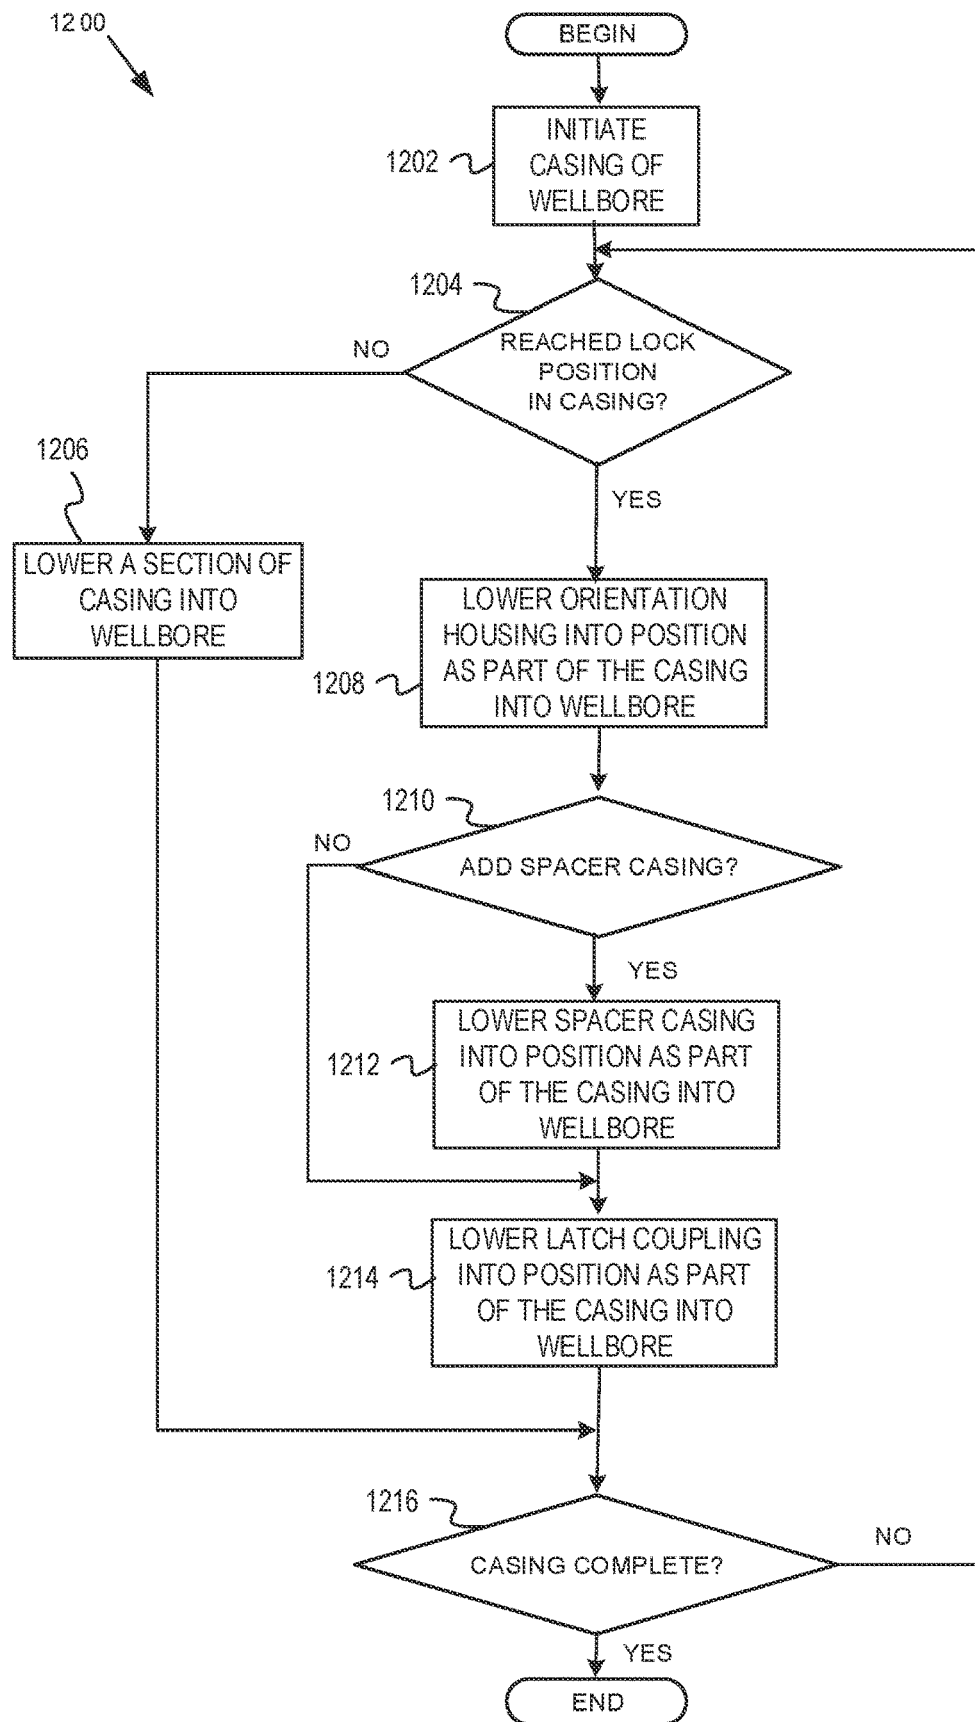 1200
BEGIN
INITIATE
CASING OF
WELLBORE
1202
1204
REACHED LOCK
POSITION
IN CASING?
NO
YES
1206
LOWER A SECTION OF
CASING INTO
WELLBORE
LOWER ORIENTATION
HOUSING INTO POSITION
AS PART OF THE CASING
INTO WELLBORE
1208
1210
NO
ADD SPACER CASING?
YES
LOWER SPACER CASING
INTO POSITION AS PART
OF THE CASING INTO
WELLBORE
1212
LOWER LATCH COUPLING
INTO POSITION AS PART
OF THE CASING INTO
WELLBORE
1214
1216
CASING COMPLETE?
NO
YES
END